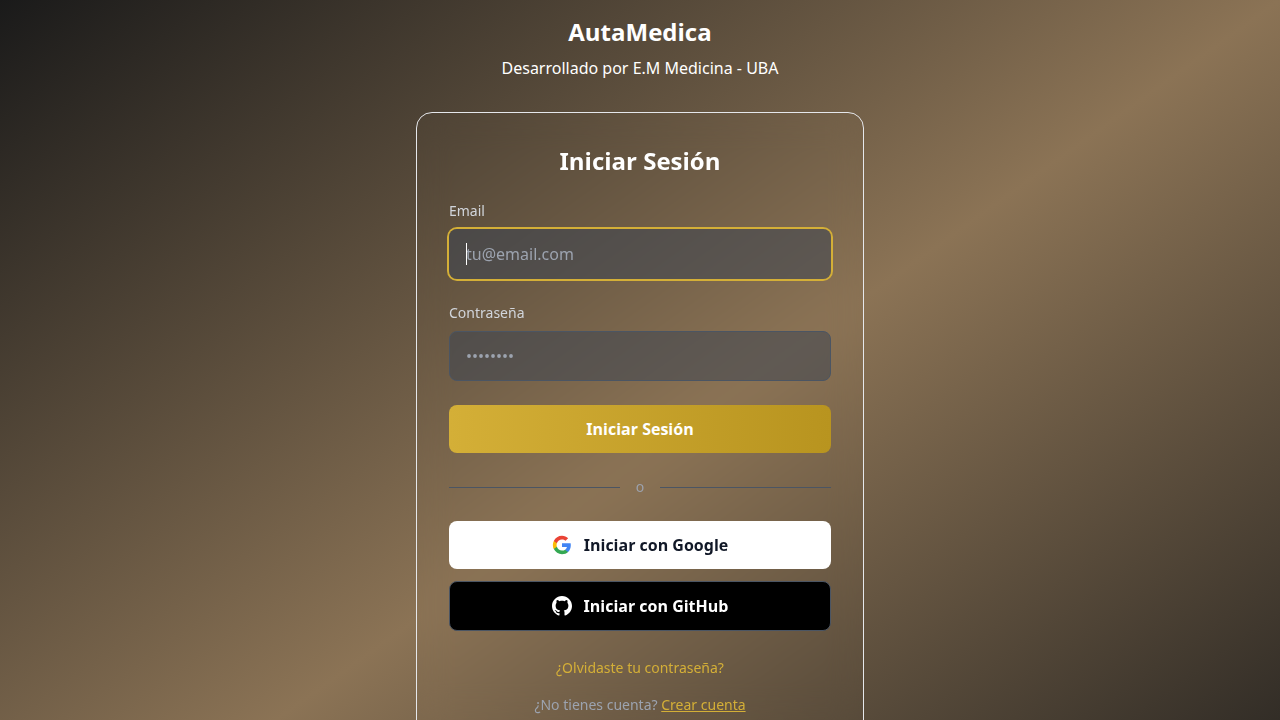 AutaMedica
Desarrollado por E.M Medicina - UBA
Iniciar Sesión
Email
tu@email.com
Contraseña
••••••••
Iniciar Sesión
o
Iniciar con Google
Iniciar con GitHub
¿Olvidaste tu contraseña?
¿No tienes cuenta? Crear cuenta